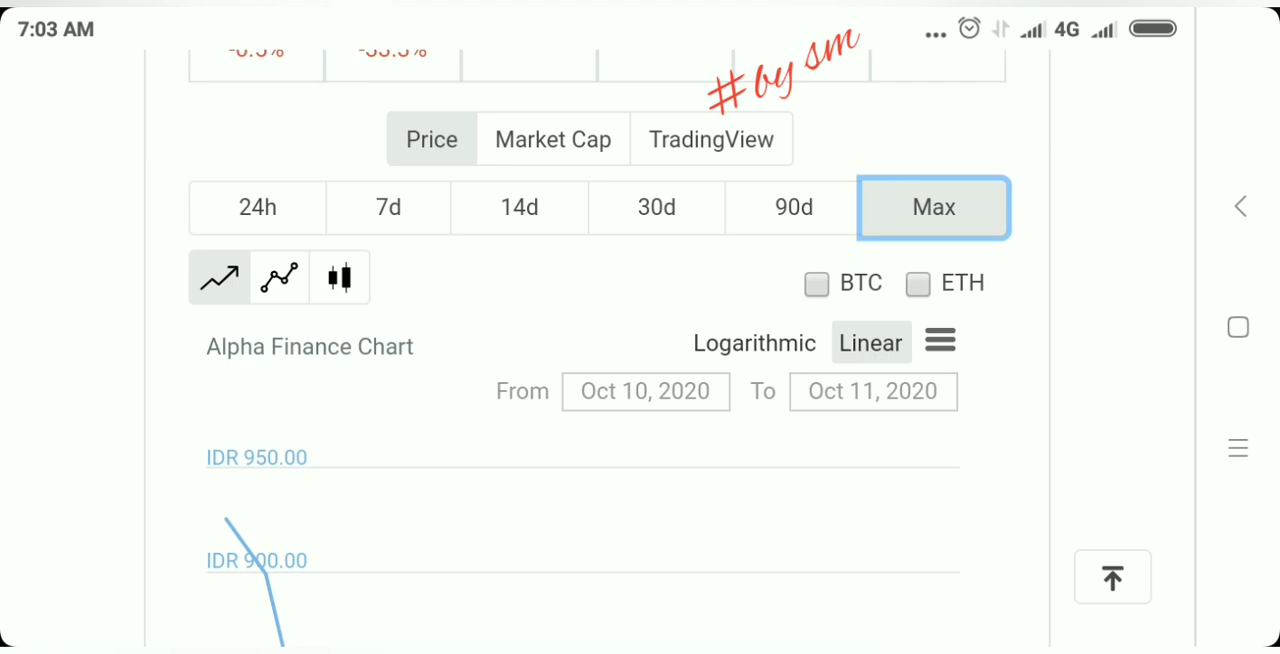 7:03 AM
4G
# by sm
Price
Market Cap
TradingView
24h
7d
14d
30d
90d
Max
BTC
ETH
Alpha Finance Chart
Logarithmic
Linear
From
Oct 10, 2020
To
Oct 11, 2020
IDR 950.00
IDR 900.00